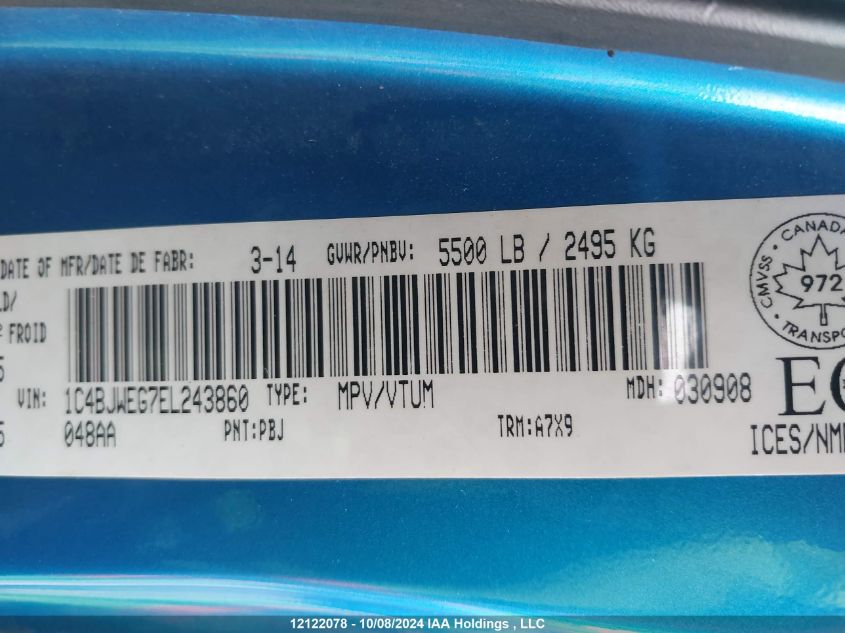 DATE OF MFR/DATE DE FABR: 3-14 GVWR/PNBV: 5500 LB / 2495 KG
LD/
FROID
VIN: 1C4BJWEG7EL243860 TYPE: MPV/VTUM MDH: 030908
048AA PNT:PBJ TRM:A7X9
CANADA
CMVSS
972
TRANSPO
EC
ICES/NM
12122078 - 10/08/2024 IAA Holdings , LLC